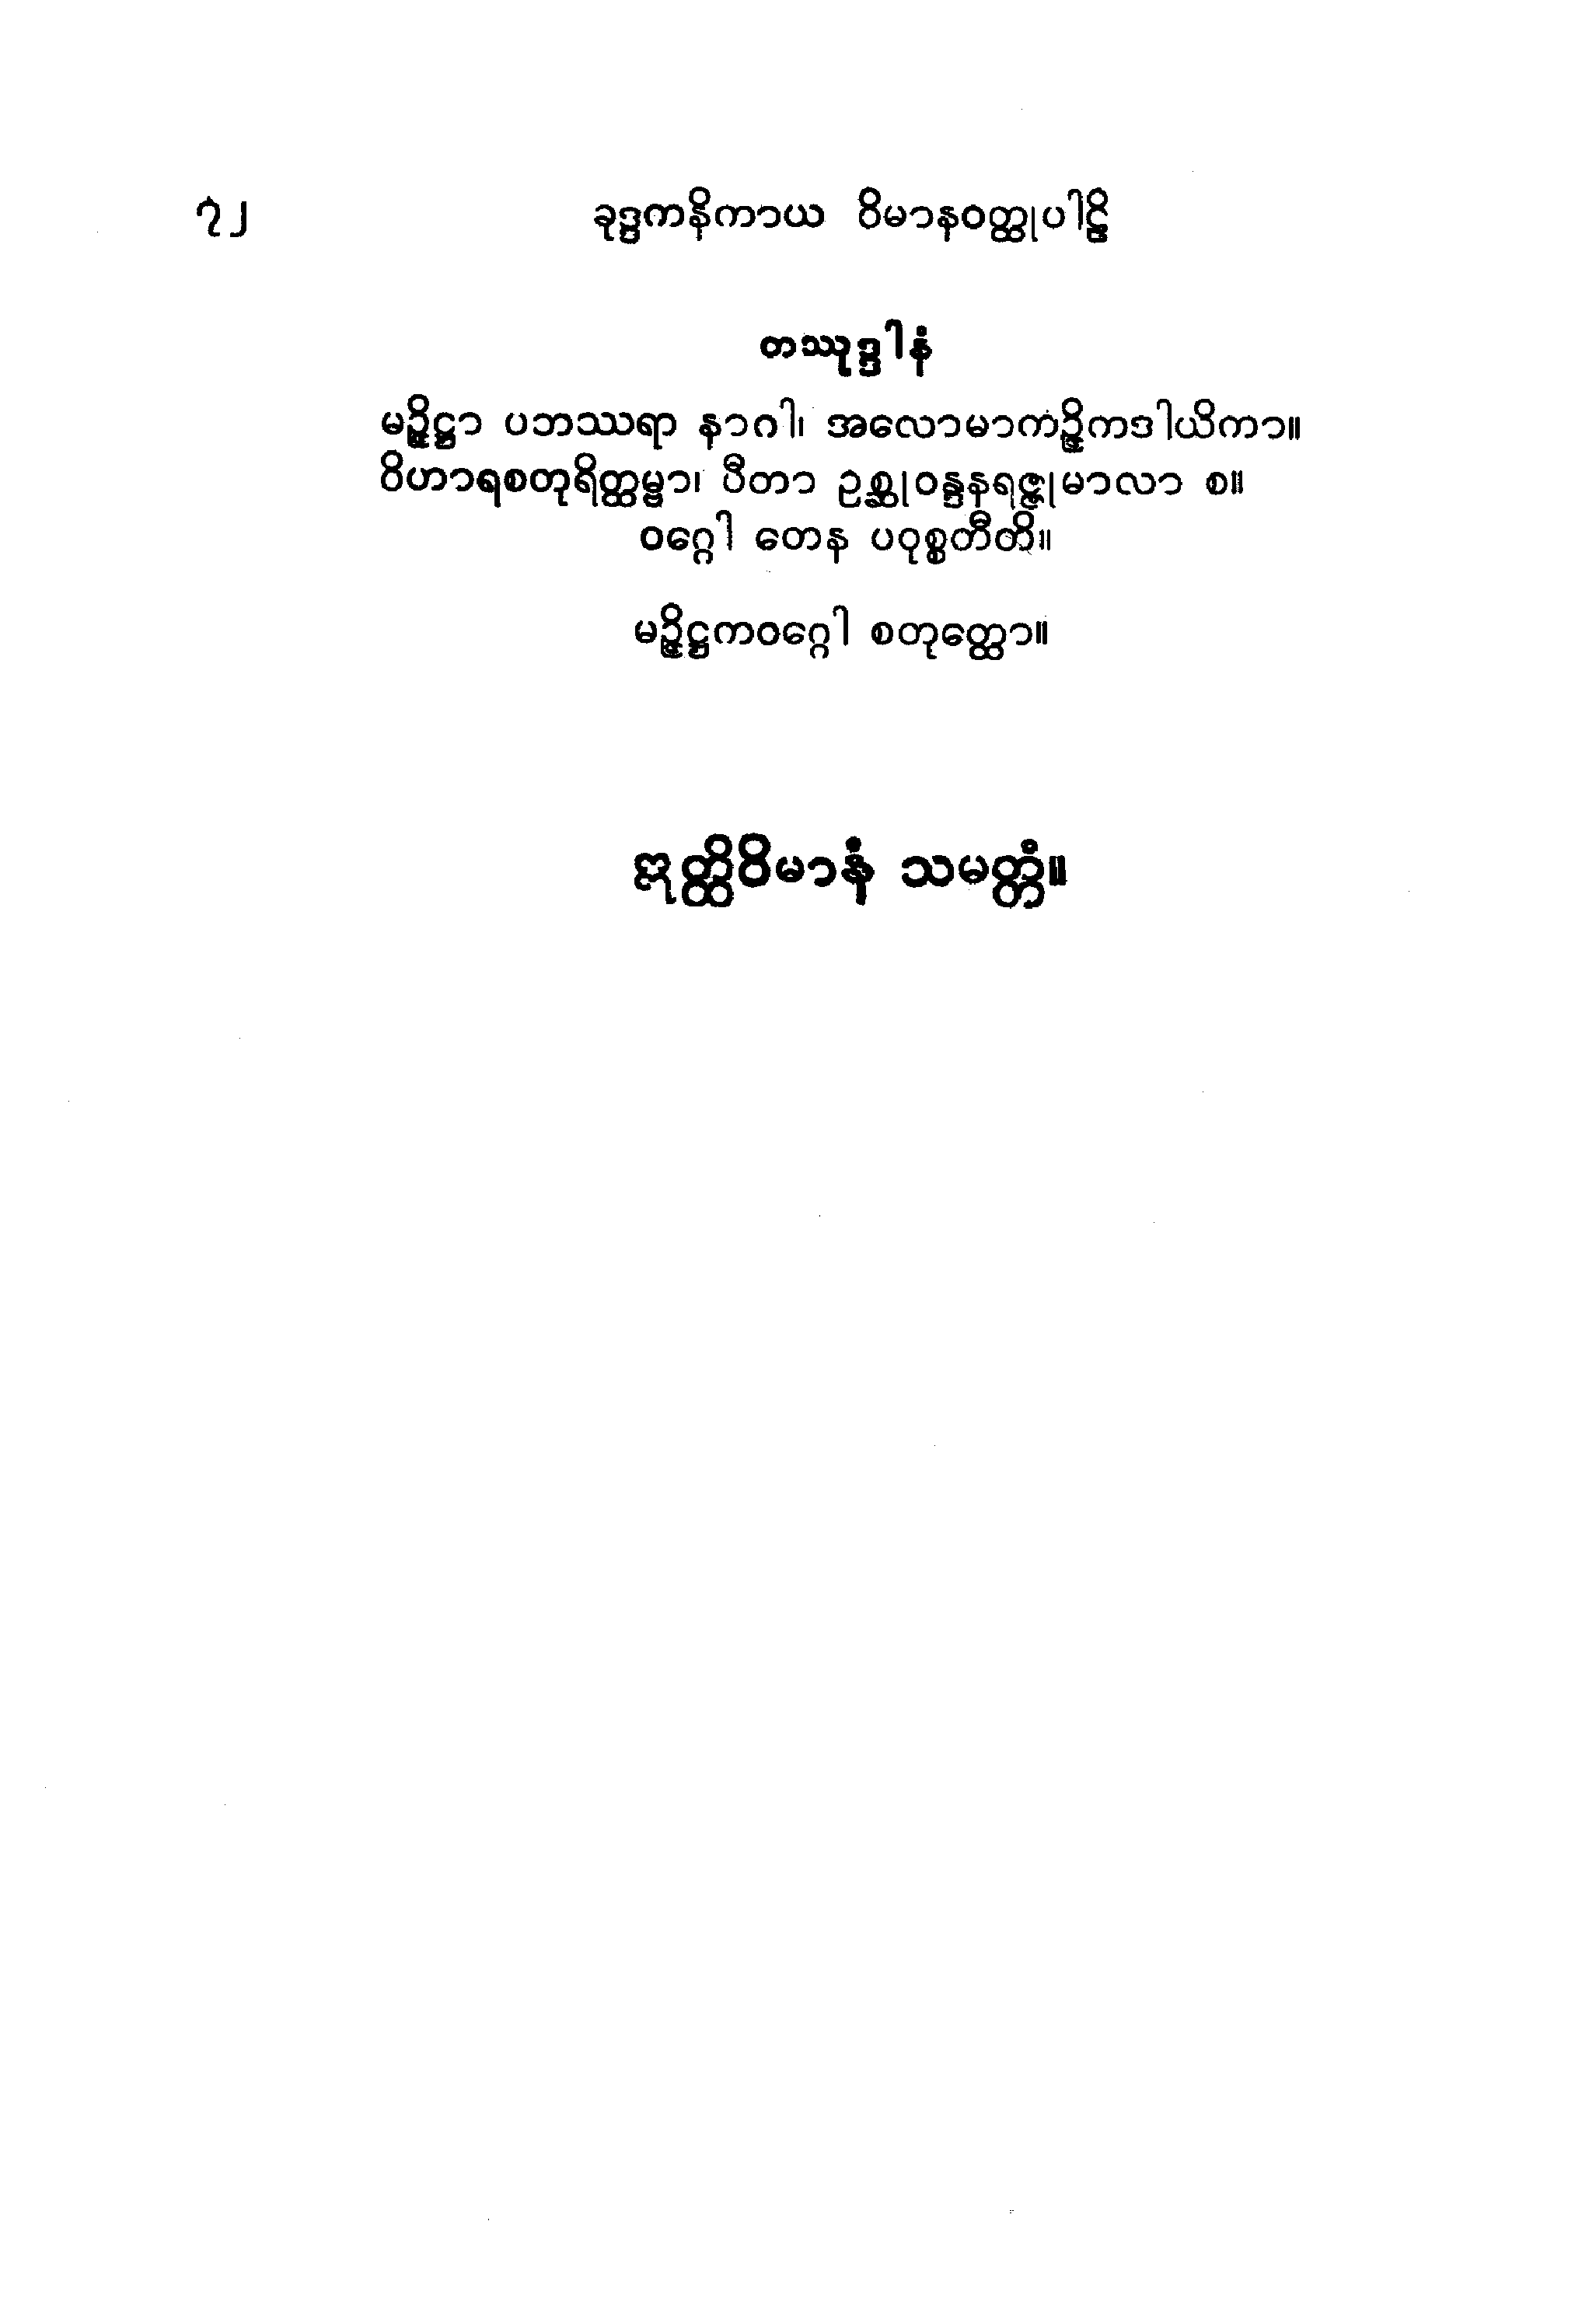 ၇၂ ခုဒ္ဒကနိကာယ ဝိမာနဝတ္ထုပါဠိ
တဿုဒ္ဒါနံ
မဉ္ဇိဋ္ဌာ ပဘဿရာ နာဂါ၊ အလောမာကဉ္ဇိကဒါယိကာ။
ဝိဟာရစတုရိတ္ထမ္ဗာ၊ ပီတာ ဥစ္ဆုဝန္ဒနရဇ္ဇုမာလာ စ။
ဝဂ္ဂေါ တေန ပဝုစ္စတီတိ။
မဉ္ဇိဋ္ဌကဝဂ္ဂေါ စတုတ္ထော။
ဣတ္ထိဝိမာနံ သမတ္တံ။